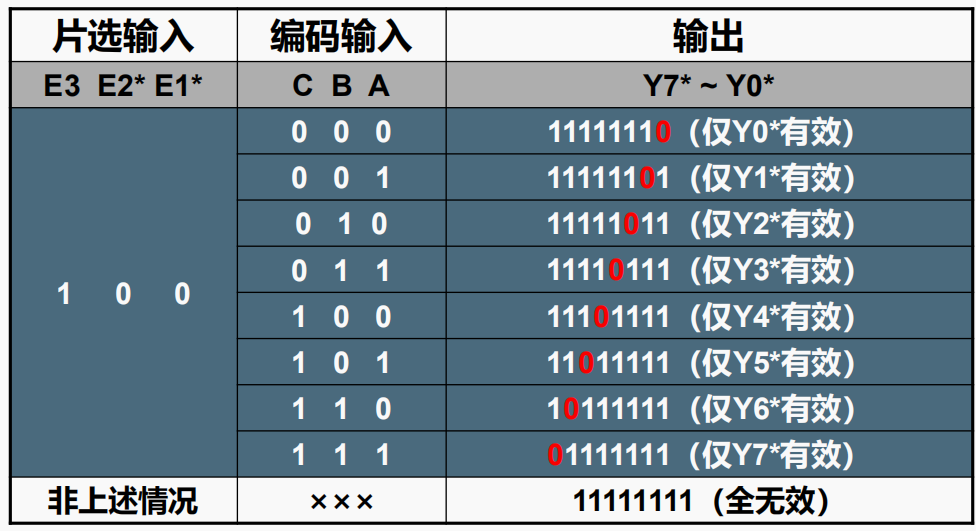 片选输入 编码输入 输出
E3 E2* E1* C B A Y7* ~ Y0*
0 0 0 11111110（仅Y0*有效）
0 0 1 11111101（仅Y1*有效）
0 1 0 11111011（仅Y2*有效）
0 1 1 11110111（仅Y3*有效）
1 0 0
1 0 0 11101111（仅Y4*有效）
1 0 1 11011111（仅Y5*有效）
1 1 0 10111111（仅Y6*有效）
1 1 1 01111111（仅Y7*有效）
非上述情况 ××× 11111111（全无效）